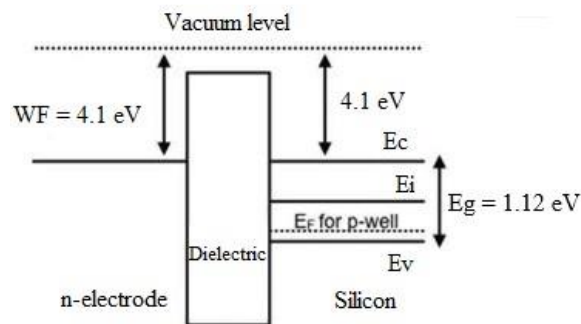 Vacuum level
WF = 4.1 eV
4.1 eV
Ec
Ei
Eg = 1.12 eV
EF for p-well
Dielectric
Ev
n-electrode
Silicon